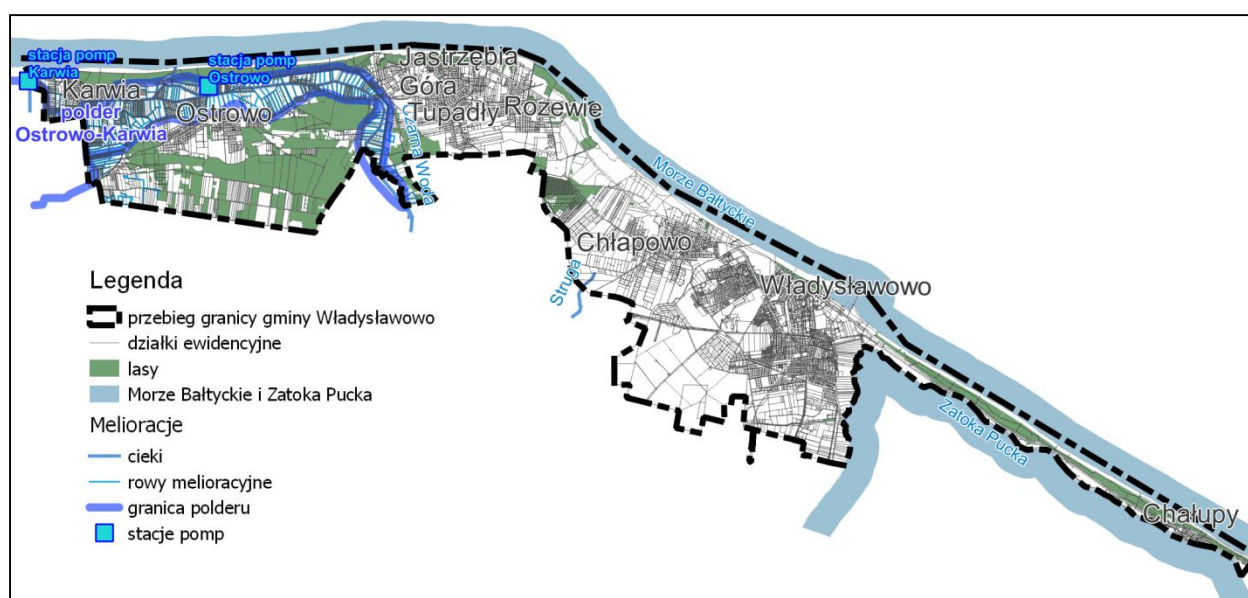 stacja pomp
Karwia
stacja pomp
Ostrowo
Karwia
polder
Ostrowo-Karwia
Ostrowo
Jastrzębia
Góra
Tupadły
Rozewie
Czarna Woda
Morze Bałtyckie
Chłapowo
Struga
Władysławowo
Zatoka Pucka
Chałupy
Legenda
przebieg granicy gminy Władysławowo
działki ewidencyjne
lasy
Morze Bałtyckie i Zatoka Pucka
Melioracje
cieki
rowy melioracyjne
granica polderu
stacje pomp